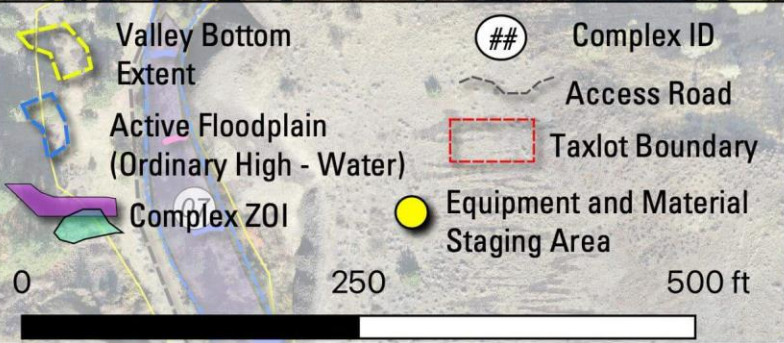 Valley Bottom
Extent
Active Floodplain
(Ordinary High - Water)
Complex ZOI
## Complex ID
Access Road
Taxlot Boundary
Equipment and Material
Staging Area
0 250 500 ft